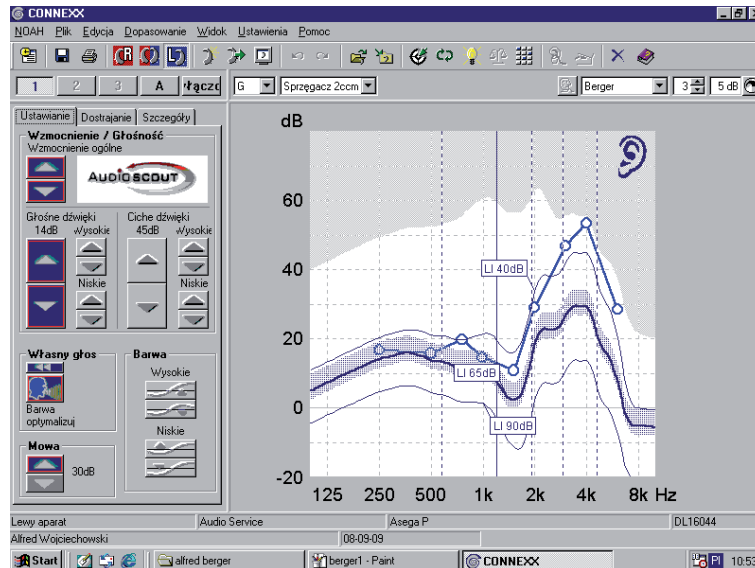 CONNEXX
NOAH Plik Edycja Dopasowanie Widok Ustawienia Pomoc
1 2 3 A
G Sprzęgacz 2ccm Berger 3 5 dB
Ustawianie Dostrajanie Szczegóły
Wzmocnienie / Głośność
Wzmocnienie ogólne
AUDIOSCOUT
Głośne dźwięki Ciche dźwięki
14dB Wysokie 45dB Wysokie
Niskie Niskie
Własny głos Barwa
Wysokie
Barwa
optymalizuj
Niskie
Mowa
30dB
dB
60
40
20
0
-20
LI 40dB
LI 65dB
LI 90dB
125 250 500 1k 2k 4k 8k Hz
Lewy aparat Audio Service Asega P DL16044
Alfred Wojciechowski 08-09-09
Start alfred berger berger1 - Paint CONNEXX Pl 10:53